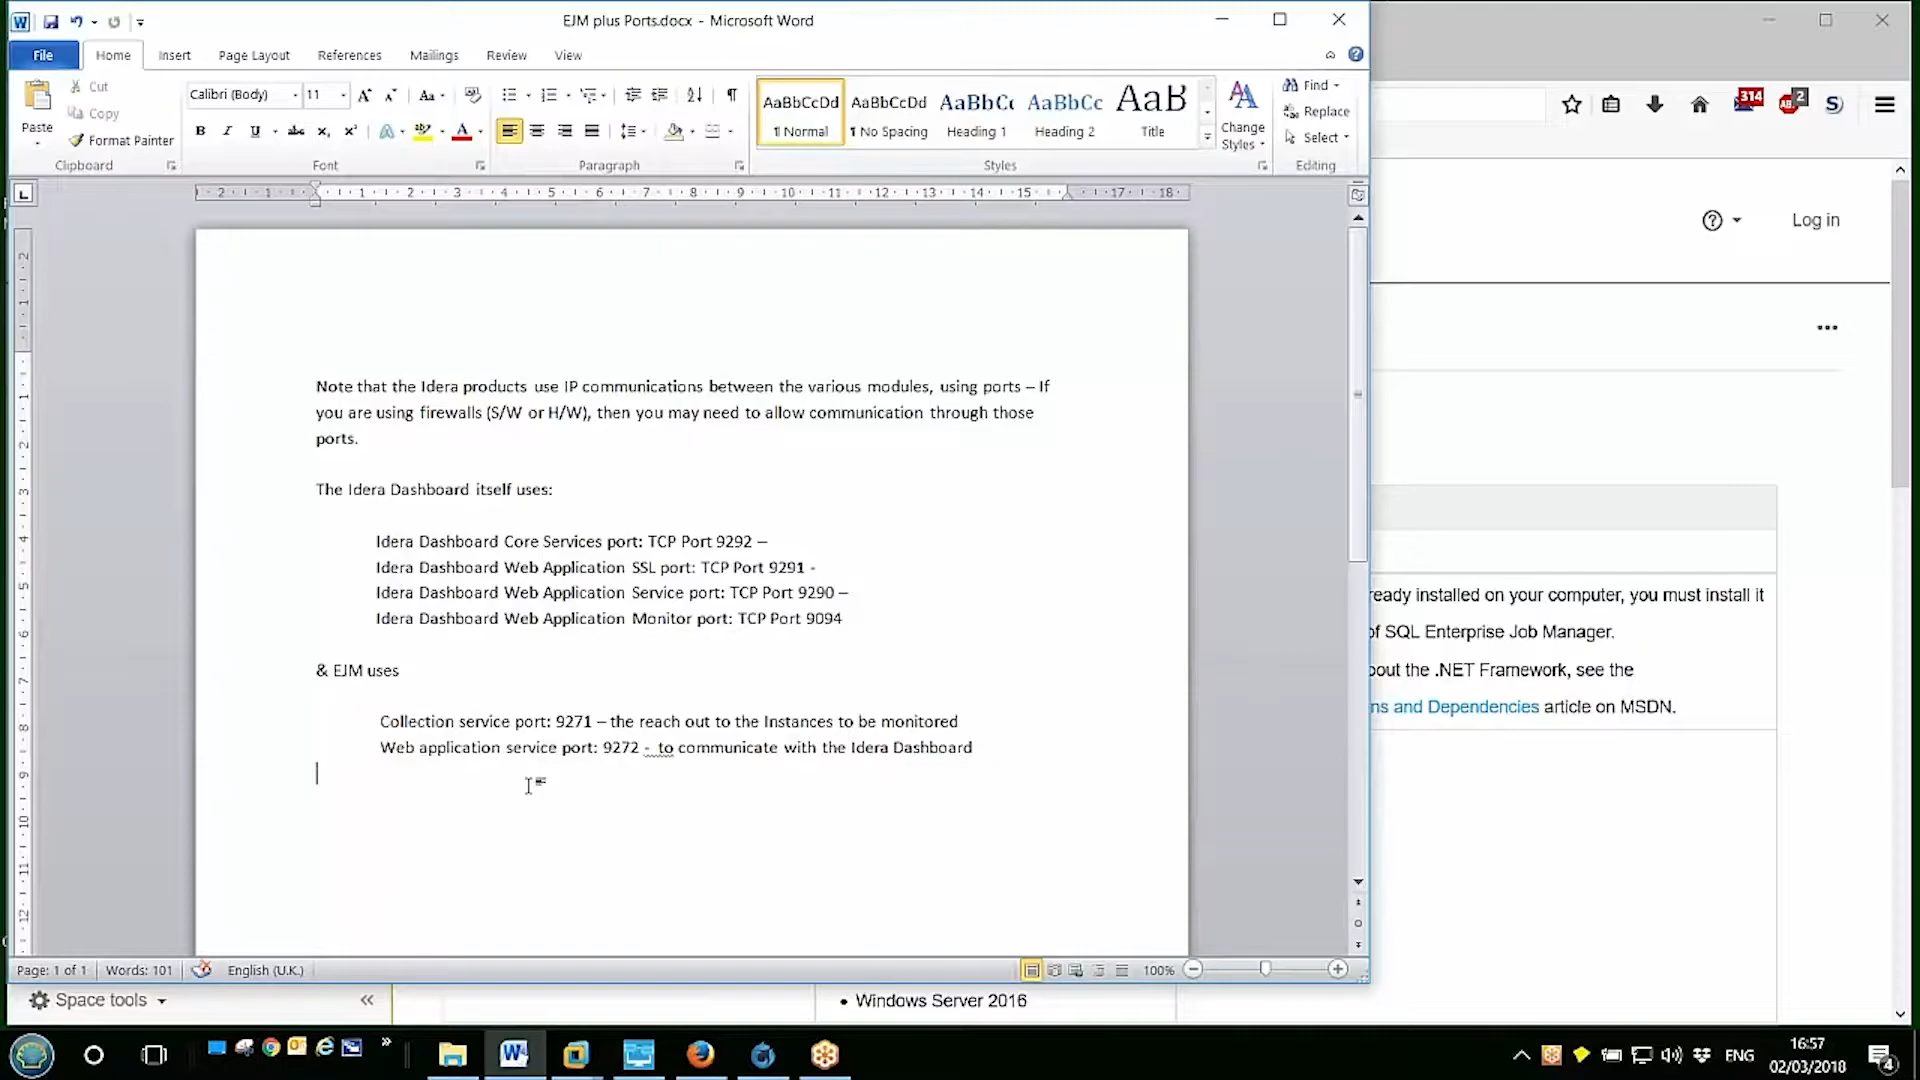 EJM plus Ports.docx - Microsoft Word
File Home Insert Page Layout References Mailings Review View
Paste
Cut
Copy
Format Painter
Clipboard
Calibri (Body) 11
Font
Paragraph
AaBbCcDd AaBbCcDd AaBbCc AaBbCc AaB
¶ Normal ¶ No Spacing Heading 1 Heading 2 Title
Styles
Change
Styles
Find
Replace
Select
Editing
314
2
Log in
Note that the Idera products use IP communications between the various modules, using ports – If
you are using firewalls (S/W or H/W), then you may need to allow communication through those
ports.
The Idera Dashboard itself uses:
Idera Dashboard Core Services port: TCP Port 9292 –
Idera Dashboard Web Application SSL port: TCP Port 9291 -
Idera Dashboard Web Application Service port: TCP Port 9290 –
Idera Dashboard Web Application Monitor port: TCP Port 9094
& EJM uses
Collection service port: 9271 – the reach out to the Instances to be monitored
Web application service port: 9272 - to communicate with the Idera Dashboard
ready installed on your computer, you must install it
of SQL Enterprise Job Manager.
bout the .NET Framework, see the
ns and Dependencies article on MSDN.
Page: 1 of 1 Words: 101 English (U.K.) 100%
Space tools
• Windows Server 2016
ENG
16:57
02/03/2018
4